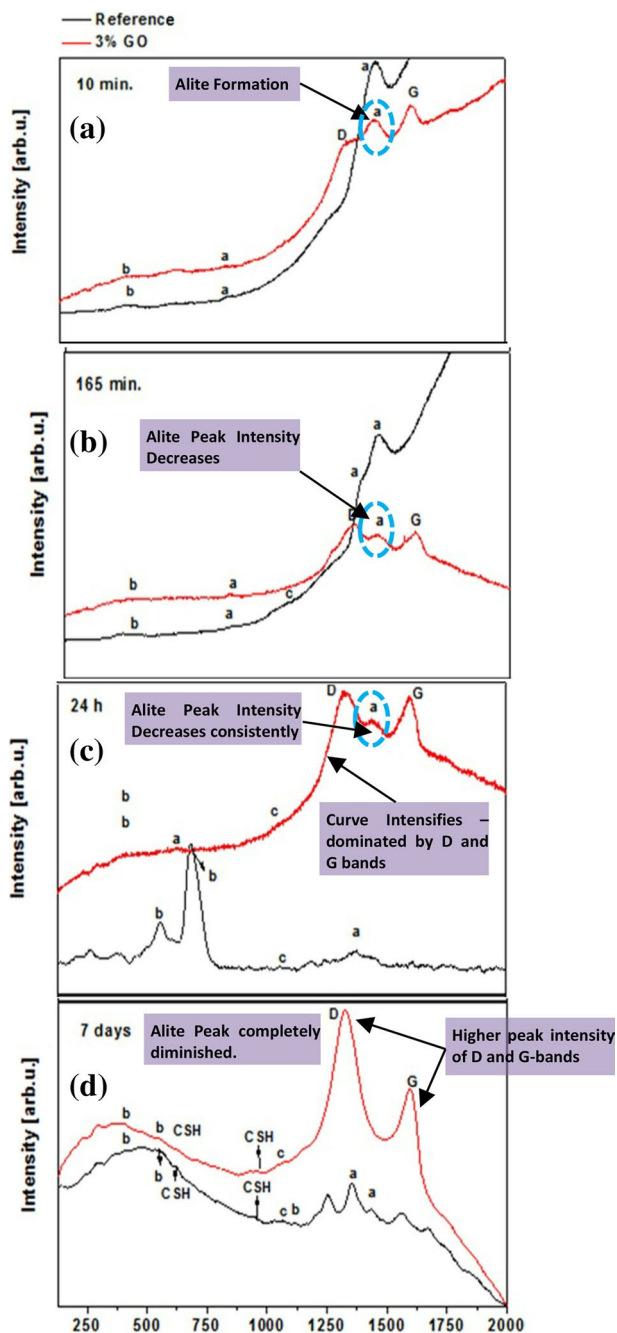 Reference
3% GO
10 min.
Alite Formation
(a)
a
G
a
D
b
a
b
a
Intensity [arb.u.]
165 min.
(b)
Alite Peak Intensity
Decreases
a
a
a
G
b
a
b
a
c
Intensity [arb.u.]
24 h
(c)
Alite Peak Intensity
Decreases consistently
D
a
G
b
b
c
Curve Intensifies –
dominated by D and
G bands
a
b
b
a
c
Intensity [arb.u.]
7 days
(d)
Alite Peak completely
diminished.
D
Higher peak intensity
of D and G-bands
G
b
b
CSH
b
b
CSH
CSH
c
CSH
c
b
a
a
Intensity [arb.u.]
250 500 750 1000 1250 1500 1750 2000